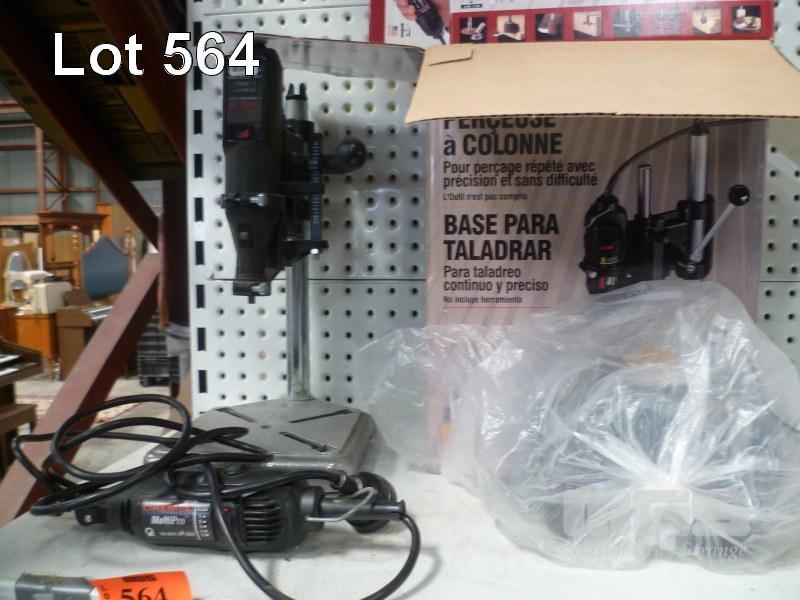 Lot 564
PERCEUSE
à COLONNE
Pour perçage répété avec
précision et sans difficulté
L'Outil n'est pas compris
BASE PARA
TALADRAR
Para taladreo
continuo y preciso
No incluye herramienta
DREMEL
MultiPro
564